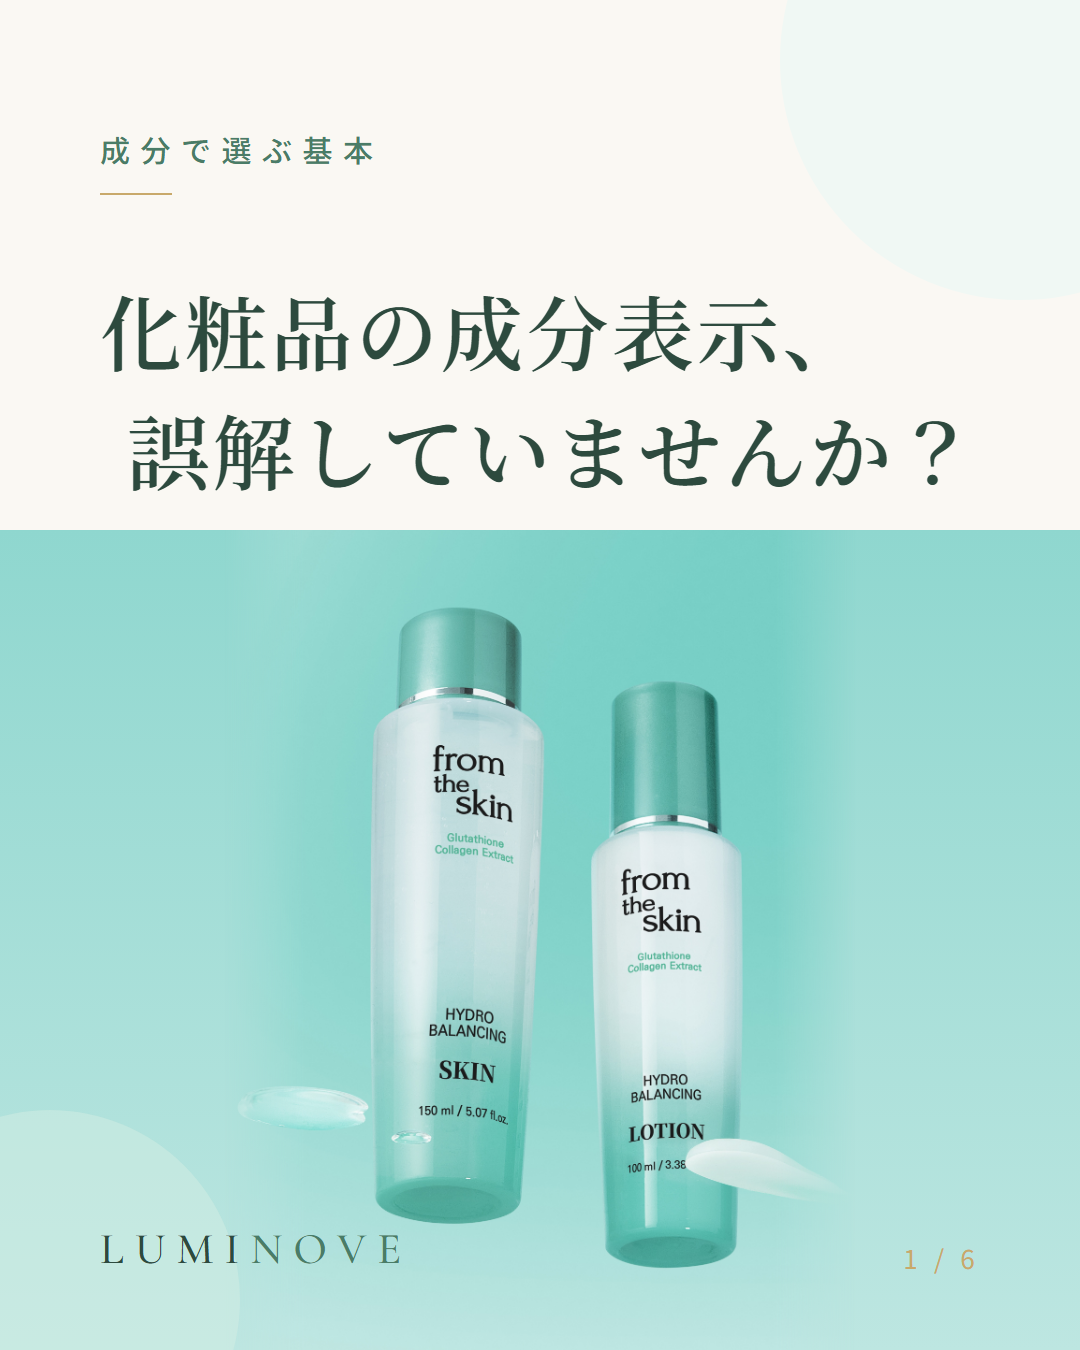 成分で選ぶ基本
化粧品の成分表示、
誤解していませんか？
from
the
skin
Glutathione
Collagen Extract
HYDRO
BALANCING
SKIN
150 ml / 5.07 fl.oz.
from
the
skin
Glutathione
Collagen Extract
HYDRO
BALANCING
LOTION
100 ml / 3.38
LUMINOVE
1 / 6